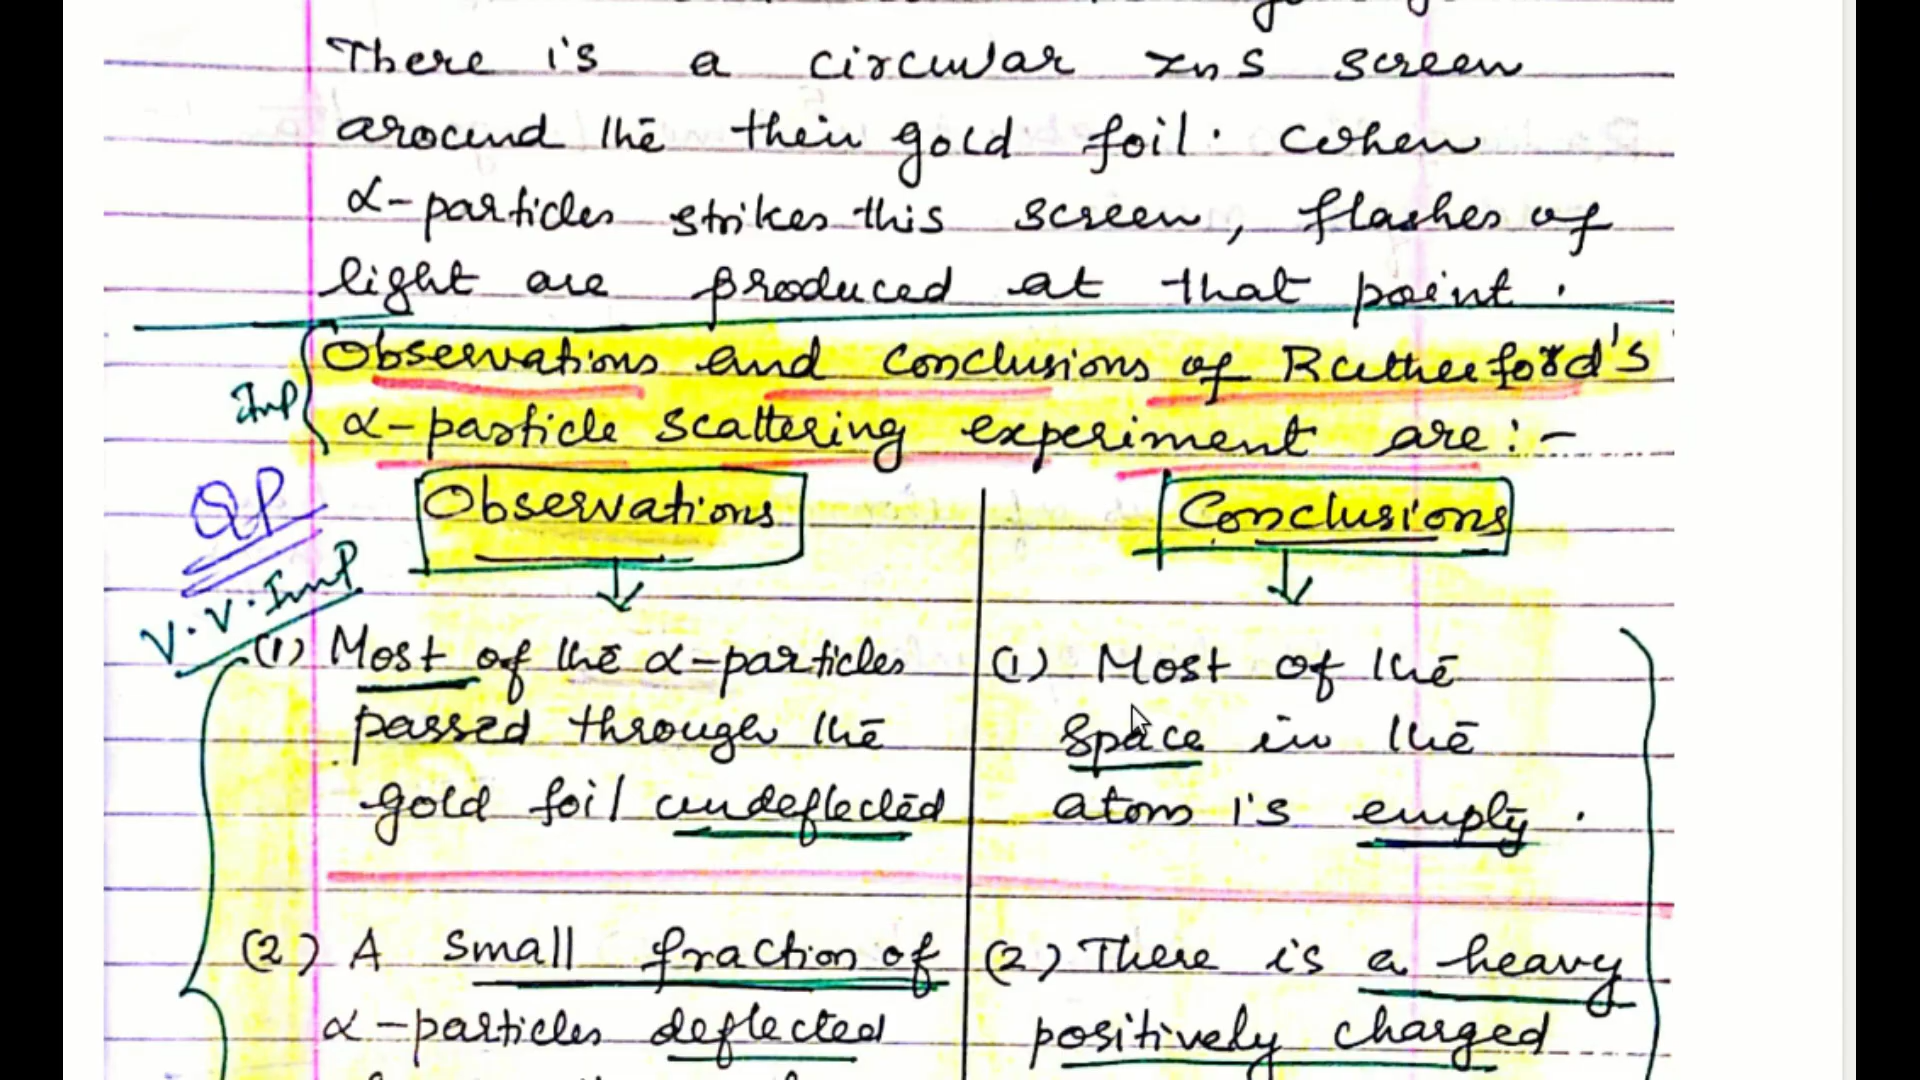 There is a circular ZnS screen
around the thin gold foil. When
α-particles strikes this screen, flashes of
light are produced at that point.
Observations and conclusions of Rutherford's
Imp
α-particle scattering experiment are:-
QP
V.V.Imp
Observations
Conclusions
(1) Most of the α-particles
passed through the
gold foil undeflected
(1) Most of the
space in the
atom is empty.
(2) A small fraction of
α-particles deflected
(2) There is a heavy
positively charged